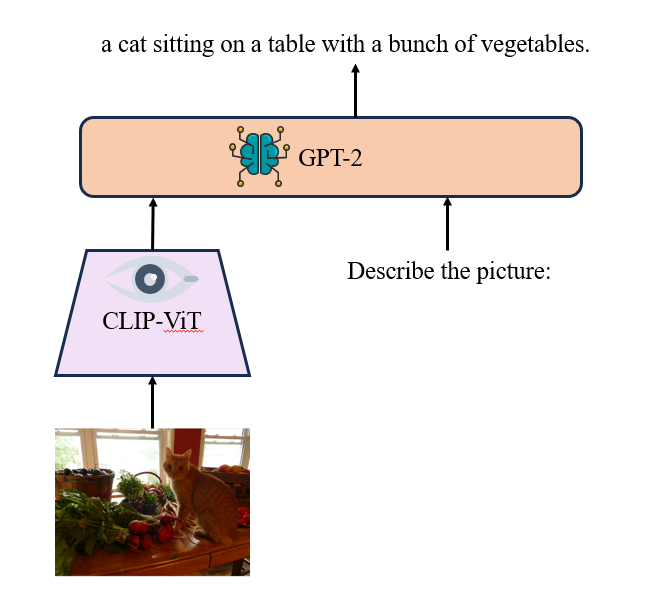 a cat sitting on a table with a bunch of vegetables.
GPT-2
Describe the picture:
CLIP-ViT